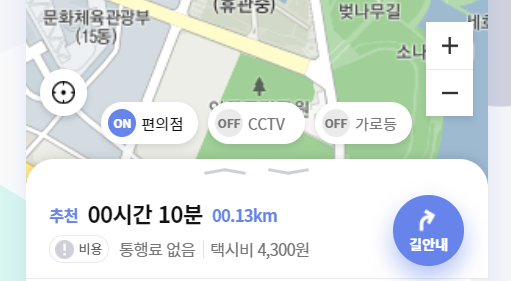 (휴관중)
벚나무길
문화체육관광부
(15동)
소나
+
−
ON 편의점
OFF CCTV
OFF 가로등
추천 00시간 10분 00.13km
비용 통행료 없음 택시비 4,300원
길안내